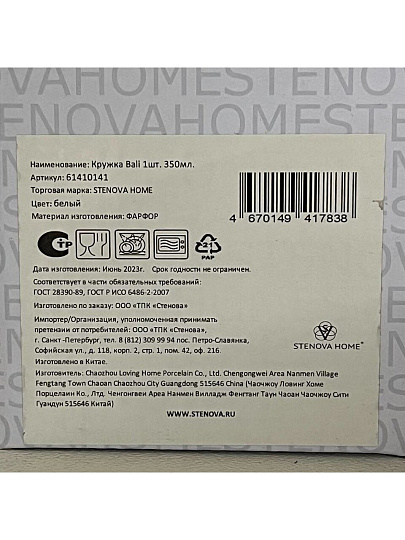 VAHOMESTENO
STENOVAHOMESTE
Наименование: Кружка Bali 1шт, 350мл.
Артикул: 61410141
Торговая марка: STENOVA HOME
Цвет: белый
Материал изготовления: ФАРФОР
4 670149 417838
21
PAP
Дата изготовления: Июнь 2023г. Срок годности не ограничен.
Соответствует в части обязательных требований:
ГОСТ 28390-89, ГОСТ Р ИСО 6486-2-2007
Изготовлено по заказу: ООО «ТПК «Стенова»
Импортер/Организация, уполномоченная принимать
претензии от потребителей: ООО «ТПК «Стенова»,
г. Санкт-Петербург, тел. 8 (812) 309 99 94 пос. Петро-Славянка,
Софийская ул., д. 118, корп. 2, стр. 1, пом. 42, оф. 216.
Изготовлено в Китае.
STENOVA HOME
Изготовитель: Chaozhou Loving Home Porcelain Co., Ltd. Chengongwei Area Nanmen Village
Fengtang Town Chaoan Chaozhou City Guangdong 515646 China (Чаочжоу Ловинг Хоме
Порцелаин Ко., Лтд. Ченгонгвеи Ареа Нанмен Вилладж Фенгтанг Таун Чаоан Чаочжоу Сити
Гуандун 515646 Китай)
WWW.STENOVA.RU